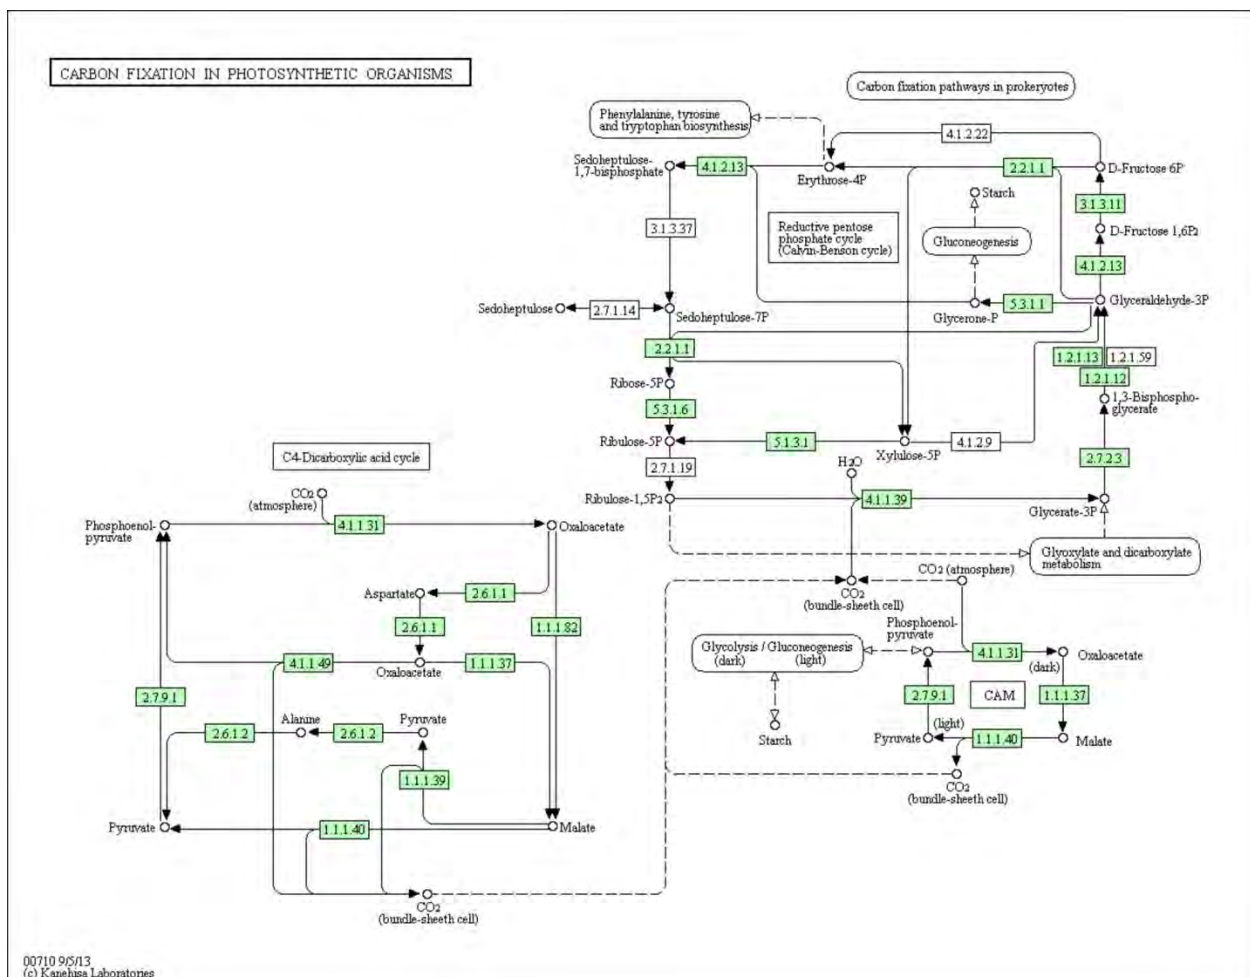 CARBON FIXATION IN PHOTOSYNTHETIC ORGANISMS
Carbon fixation pathways in prokeryotes
Phenylalanine, tyrosine
and tryptophan biosynthesis
4.1.2.22
Sedoheptulose-
1,7-bisphosphate
4.1.2.13
Erythrose-4P
2.2.1.1
D-Fructose 6P
Starch
3.1.3.11
3.1.3.37
Reductive pentose
phosphate cycle
(Calvin-Benson cycle)
Gluconeogenesis
D-Fructose 1,6P2
4.1.2.13
Sedoheptulose
2.7.1.14
Sedoheptulose-7P
Glycerone-P
5.3.1.1
Glyceraldehyde-3P
2.2.1.1
1.2.1.13
1.2.1.59
1.2.1.12
Ribose-5P
1,3-Bisphospho-
glycerate
5.3.1.6
Ribulose-5P
5.1.3.1
Xylulose-5P
4.1.2.9
C4-Dicarboxylic acid cycle
2.7.1.19
H2O
2.7.2.3
CO2
(atmosphere)
Ribulose-1,5P2
4.1.1.39
Glycerate-3P
Phosphoenol-
pyruvate
4.1.1.31
Oxaloacetate
Glyoxylate and dicarboxylate
metabolism
CO2 (atmosphere)
Aspartate
2.6.1.1
CO2
(bundle-sheeth cell)
2.6.1.1
1.1.1.82
Phosphoenol-
pyruvate
Glycolysis / Gluconeogenesis
(dark) (light)
4.1.1.31
Oxaloacetate
(dark)
4.1.1.49
Oxaloacetate
1.1.1.37
2.7.9.1
2.7.9.1
CAM
1.1.1.37
Alanine
Pyruvate
2.6.1.2
2.6.1.2
Starch
(light)
Pyruvate
1.1.1.40
Malate
1.1.1.39
CO2
(bundle-sheeth cell)
Pyruvate
1.1.1.40
Malate
CO2
(bundle-sheeth cell)
00710 9/5/13
(c) Kanehisa Laboratories